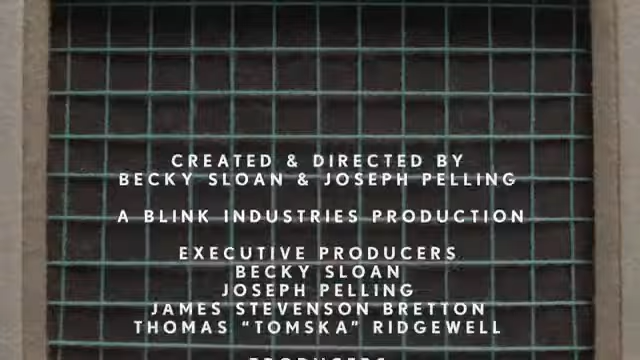 CREATED & DIRECTED BY
BECKY SLOAN & JOSEPH PELLING
A BLINK INDUSTRIES PRODUCTION
EXECUTIVE PRODUCERS
BECKY SLOAN
JOSEPH PELLING
JAMES STEVENSON BRETTON
THOMAS “TOMSKA” RIDGEWELL